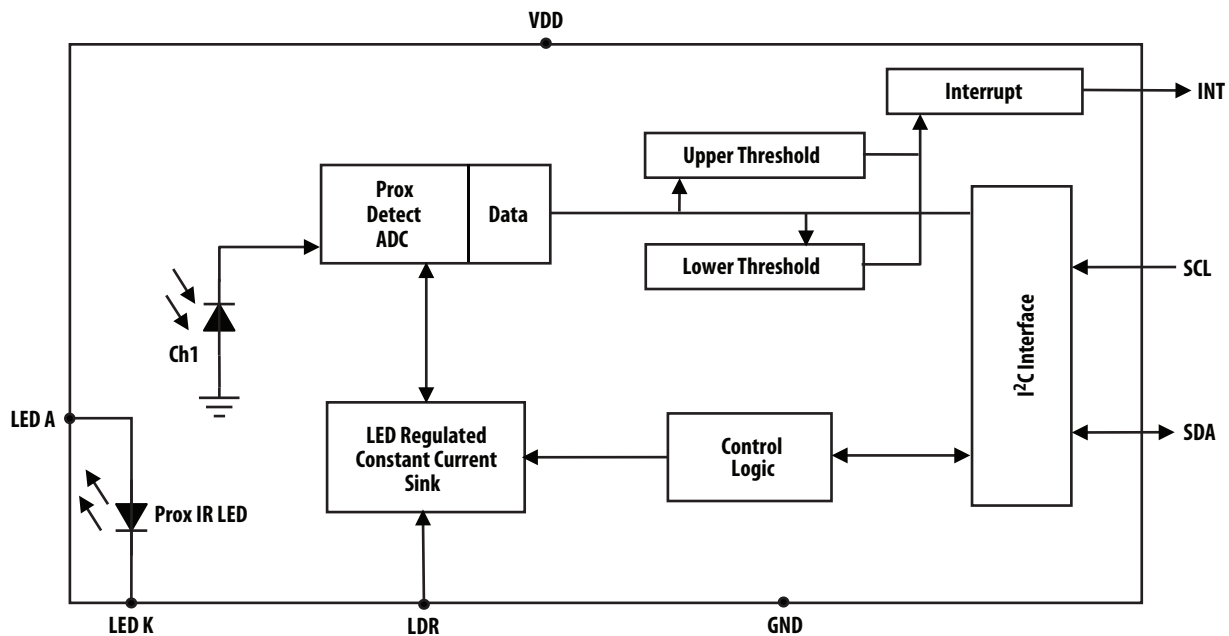 VDD
Interrupt
INT
Upper Threshold
Prox
Detect
ADC
Data
Lower Threshold
SCL
I²C Interface
Ch1
LED A
LED Regulated
Constant Current
Sink
Control
Logic
SDA
Prox IR LED
LED K
LDR
GND